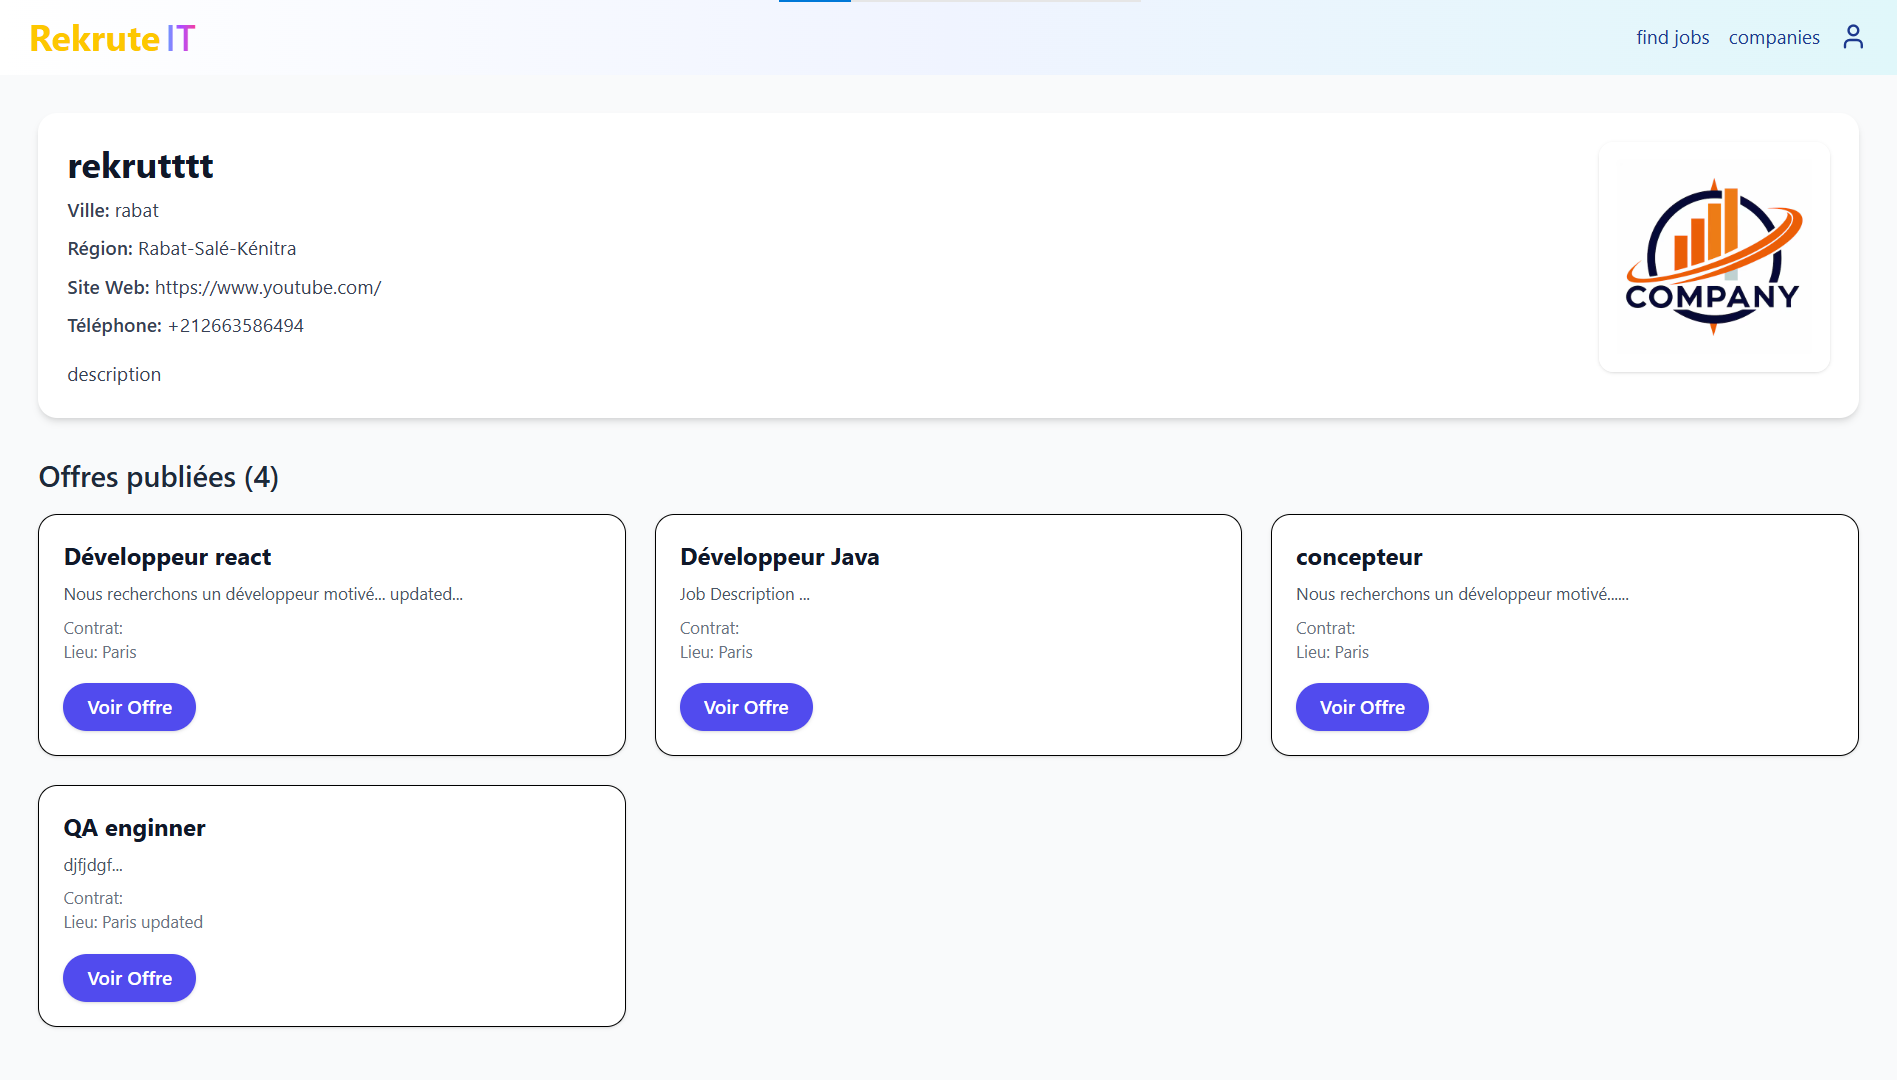 Rekrute IT
find jobs companies
rekrutttt
Ville: rabat
Région: Rabat-Salé-Kénitra
Site Web: https://www.youtube.com/
Téléphone: +212663586494
description
COMPANY
Offres publiées (4)
Développeur react
Nous recherchons un développeur motivé... updated...
Contrat:
Lieu: Paris
Voir Offre
Développeur Java
Job Description ...
Contrat:
Lieu: Paris
Voir Offre
concepteur
Nous recherchons un développeur motivé......
Contrat:
Lieu: Paris
Voir Offre
QA enginner
djfjdgf...
Contrat:
Lieu: Paris updated
Voir Offre